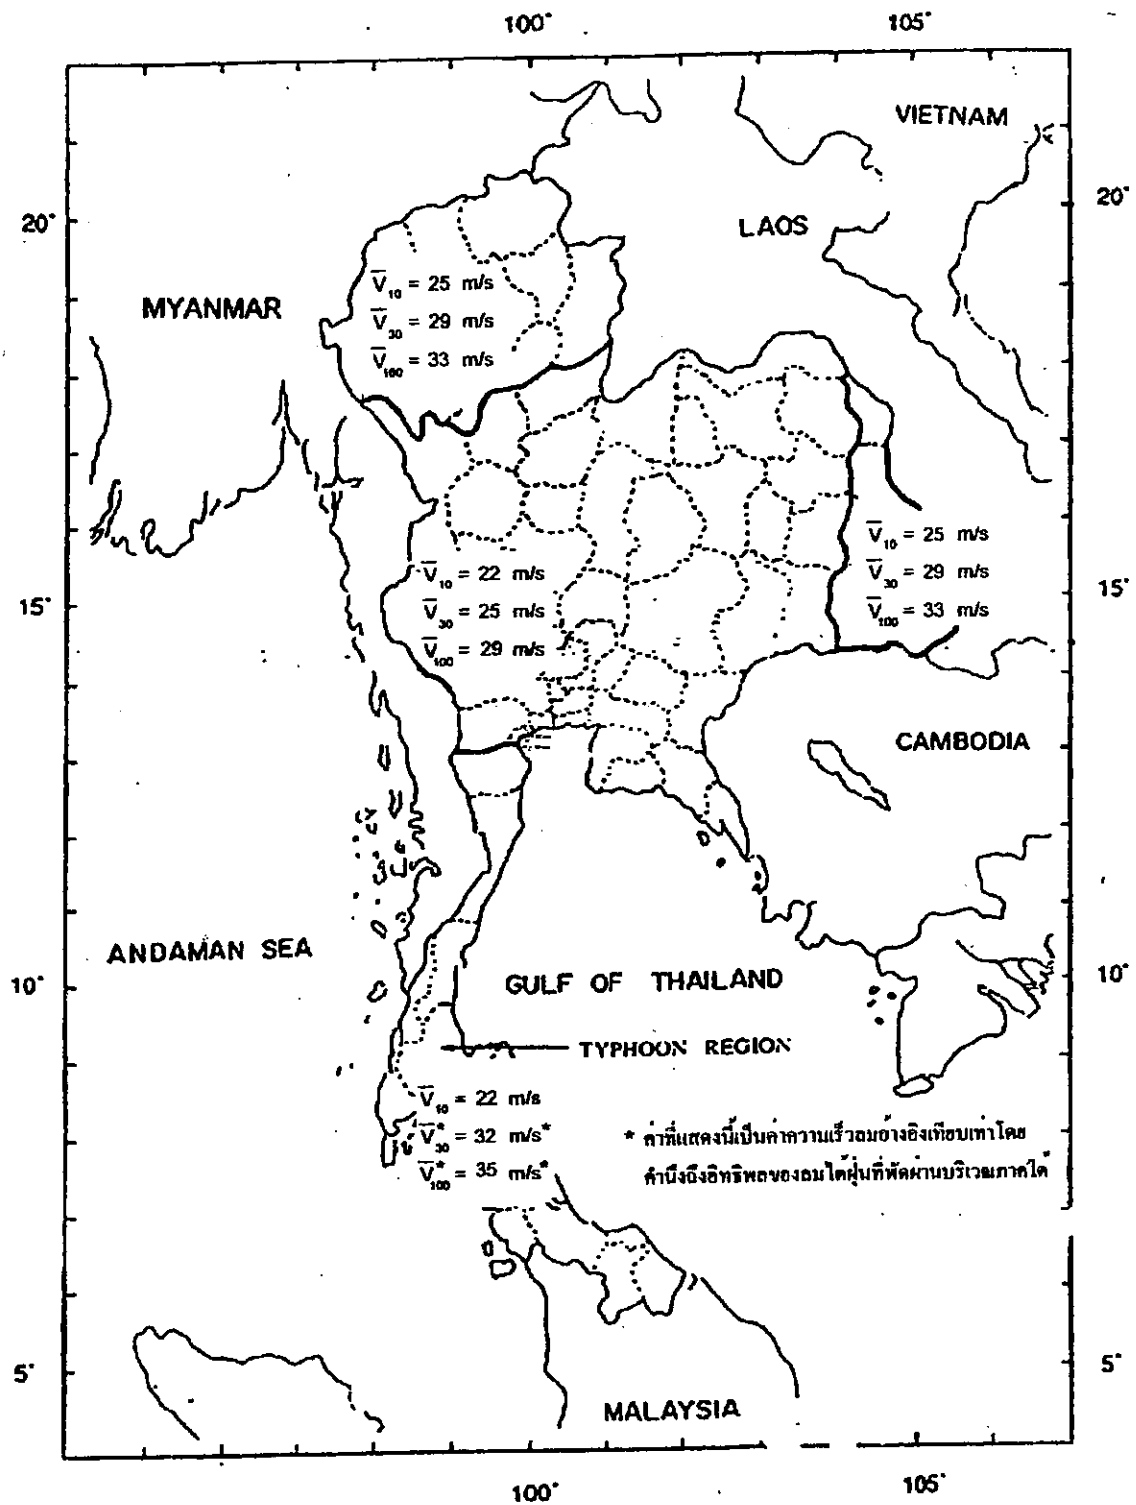 100°
105°
VIETNAM
20°
20°
LAOS
V̅₁₀ = 25 m/s
MYANMAR
V̅₃₀ = 29 m/s
V̅₁₀₀ = 33 m/s
V̅₁₀ = 25 m/s
V̅₁₀ = 22 m/s
V̅₃₀ = 29 m/s
15°
15°
V̅₃₀ = 25 m/s
V̅₁₀₀ = 33 m/s
V̅₁₀₀ = 29 m/s
CAMBODIA
ANDAMAN SEA
10°
GULF OF THAILAND
10°
TYPHOON REGION
V̅₁₀ = 22 m/s
V̅*₃₀ = 32 m/s*
V̅*₁₀₀ = 35 m/s*
* ค่าที่แสดงนี้เป็นค่าความเร็วลมอ้างอิงเทียบเท่าโดย
คำนึงถึงอิทธิพลของลมไต้ฝุ่นที่พัดผ่านบริเวณภาคใต้
5°
5°
MALAYSIA
100°
105°